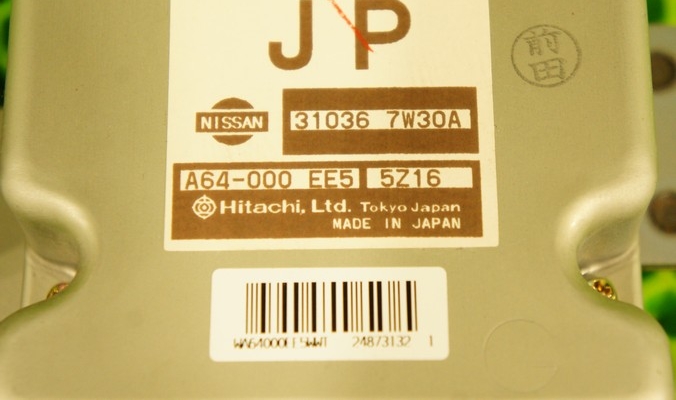 JP
前田
NISSAN
31036 7W30A
A64-000 EE5 5Z16
Hitachi, Ltd. Tokyo Japan
MADE IN JAPAN
24873132 1